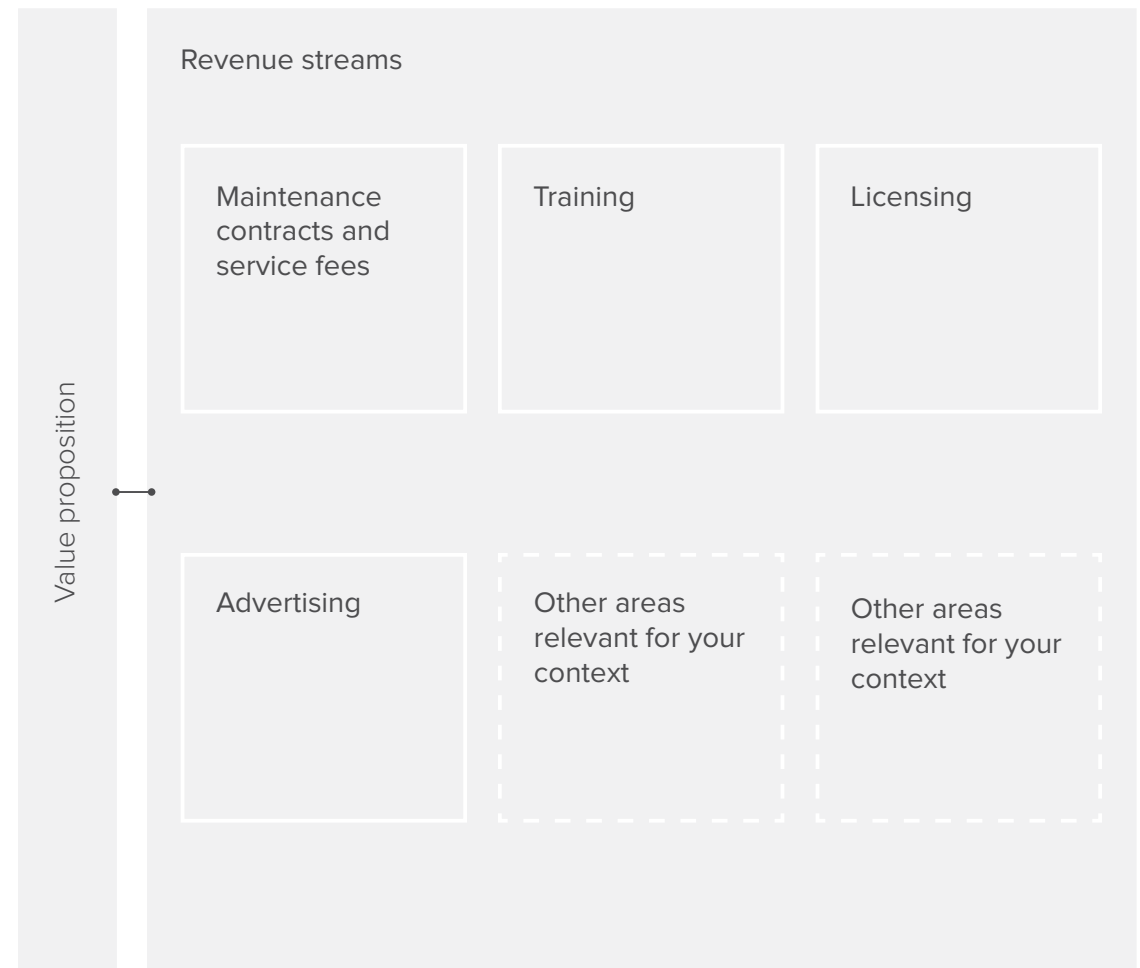 Revenue streams
Maintenance
contracts and
service fees
Training
Licensing
Value proposition
Advertising
Other areas
relevant for your
context
Other areas
relevant for your
context